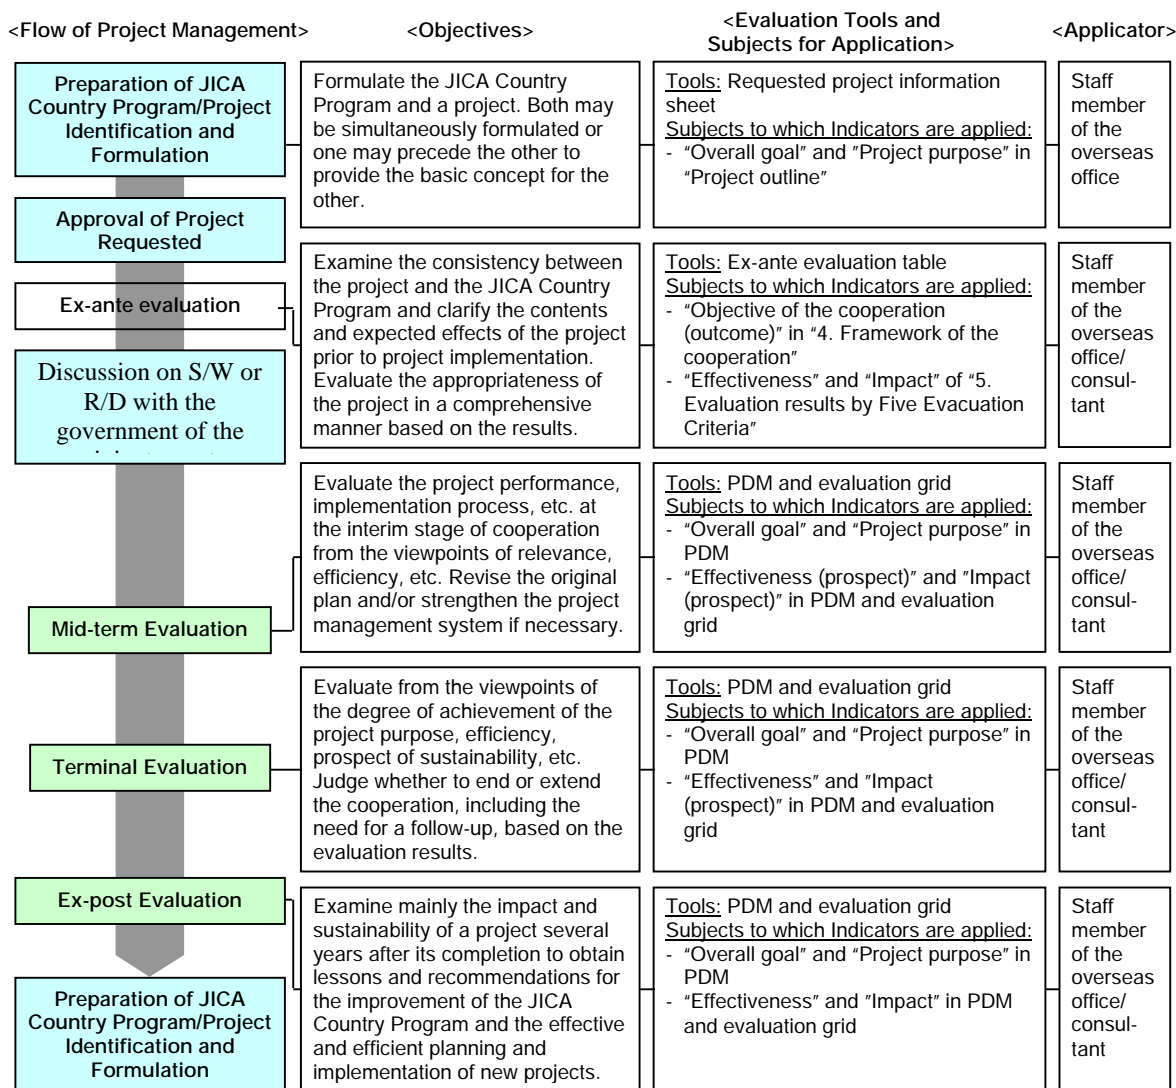 <Flow of Project Management>
<Objectives>
<Evaluation Tools and
Subjects for Application>
<Applicator>
Preparation of JICA
Country Program/Project
Identification and
Formulation
Formulate the JICA Country
Program and a project. Both may
be simultaneously formulated or
one may precede the other to
provide the basic concept for the
other.
Tools: Requested project information
sheet
Subjects to which Indicators are applied:
- “Overall goal” and ”Project purpose” in
“Project outline”
Staff
member
of the
overseas
office
Approval of Project
Requested
Ex-ante evaluation
Examine the consistency between
the project and the JICA Country
Program and clarify the contents
and expected effects of the project
prior to project implementation.
Evaluate the appropriateness of
the project in a comprehensive
manner based on the results.
Tools: Ex-ante evaluation table
Subjects to which Indicators are applied:
- “Objective of the cooperation
(outcome)” in “4. Framework of the
cooperation”
- “Effectiveness” and “Impact” of “5.
Evaluation results by Five Evacuation
Criteria”
Staff
member
of the
overseas
office/
consul-
tant
Discussion on S/W or
R/D with the
government of the
Mid-term Evaluation
Evaluate the project performance,
implementation process, etc. at
the interim stage of cooperation
from the viewpoints of relevance,
efficiency, etc. Revise the original
plan and/or strengthen the project
management system if necessary.
Tools: PDM and evaluation grid
Subjects to which Indicators are applied:
- “Overall goal” and “Project purpose” in
PDM
- “Effectiveness (prospect)” and ”Impact
(prospect)” in PDM and evaluation
grid
Staff
member
of the
overseas
office/
consul-
tant
Terminal Evaluation
Evaluate from the viewpoints of
the degree of achievement of the
project purpose, efficiency,
prospect of sustainability, etc.
Judge whether to end or extend
the cooperation, including the
need for a follow-up, based on the
evaluation results.
Tools: PDM and evaluation grid
Subjects to which Indicators are applied:
- “Overall goal” and “Project purpose” in
PDM
- “Effectiveness” and “Impact
(prospect)” in PDM and evaluation
grid
Staff
member
of the
overseas
office/
consul-
tant
Ex-post Evaluation
Examine mainly the impact and
sustainability of a project several
years after its completion to obtain
lessons and recommendations for
the improvement of the JICA
Country Program and the effective
and efficient planning and
implementation of new projects.
Tools: PDM and evaluation grid
Subjects to which Indicators are applied:
- “Overall goal” and “Project purpose” in
PDM
- “Effectiveness” and “Impact” in PDM
and evaluation grid
Staff
member
of the
overseas
office/
consul-
tant
Preparation of JICA
Country Program/Project
Identification and
Formulation